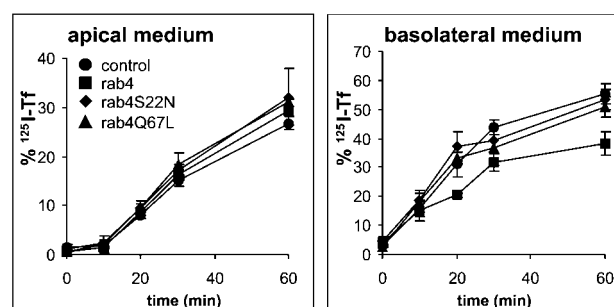 apical medium
% ¹²⁵I-Tf
40
30
20
10
0
control
rab4
rab4S22N
rab4Q67L
0
20
40
60
time (min)
basolateral medium
% ¹²⁵I-Tf
70
60
50
40
30
20
10
0
0
20
40
60
time (min)